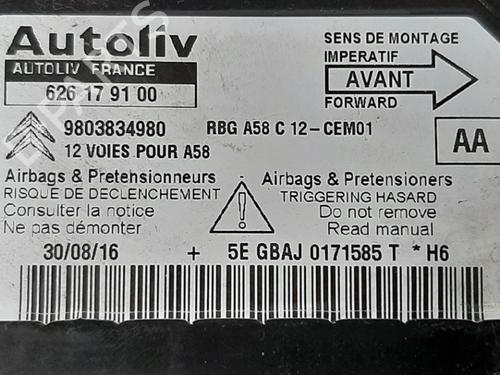 Autoliv
AUTOLIV FRANCE
626 17 91 00
SENS DE MONTAGE
IMPERATIF
AVANT
FORWARD
9803834980
RBG A58 C 12-CEM01
AA
12 VOIES POUR A58
Airbags & Pretensionneurs
RISQUE DE DECLENCHEMENT
Consulter la notice
Ne pas démonter
Airbags & Pretensioners
TRIGGERING HASARD
Do not remove
Read manual
30/08/16 + 5E GBAJ 0171585 T * H6